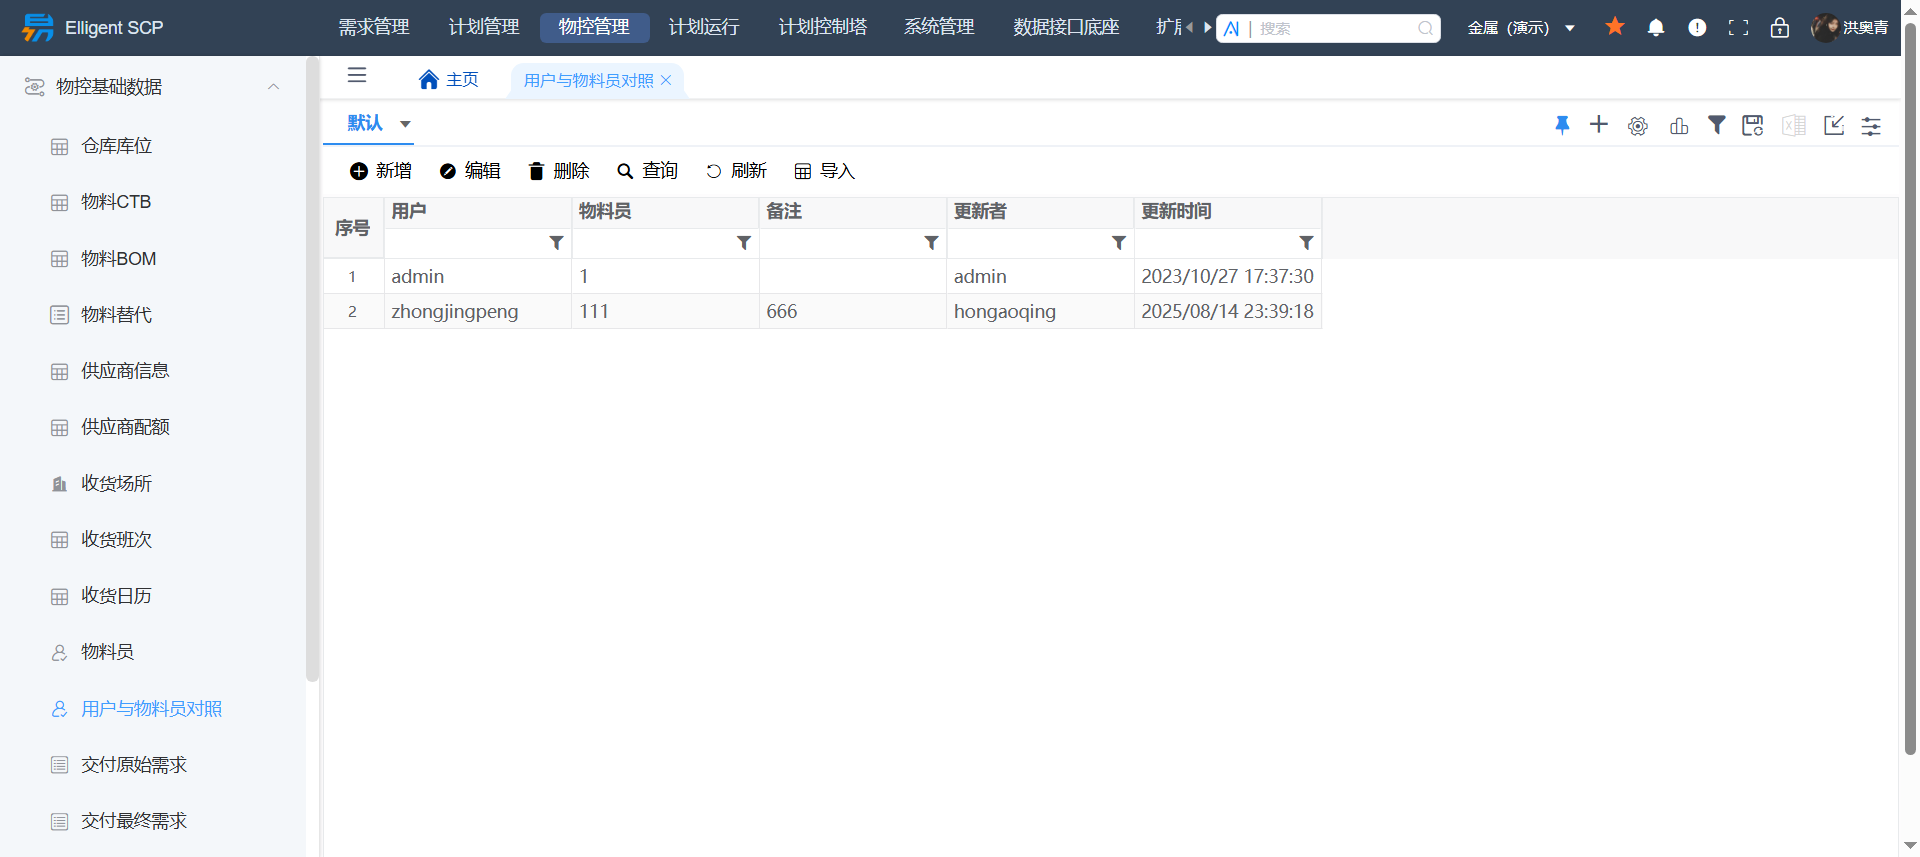 Elligent SCP
需求管理 计划管理 物控管理 计划运行 计划控制塔 系统管理 数据接口底座
AI | 搜索
金属 (演示)
洪奥青
物控基础数据
仓库库位
物料CTB
物料BOM
物料替代
供应商信息
供应商配额
收货场所
收货班次
收货日历
物料员
用户与物料员对照
交付原始需求
交付最终需求
主页 用户与物料员对照
默认
新增 编辑 删除 查询 刷新 导入
序号 用户 物料员 备注 更新者 更新时间
1 admin 1 admin 2023/10/27 17:37:30
2 zhongjingpeng 111 666 hongaoqing 2025/08/14 23:39:18